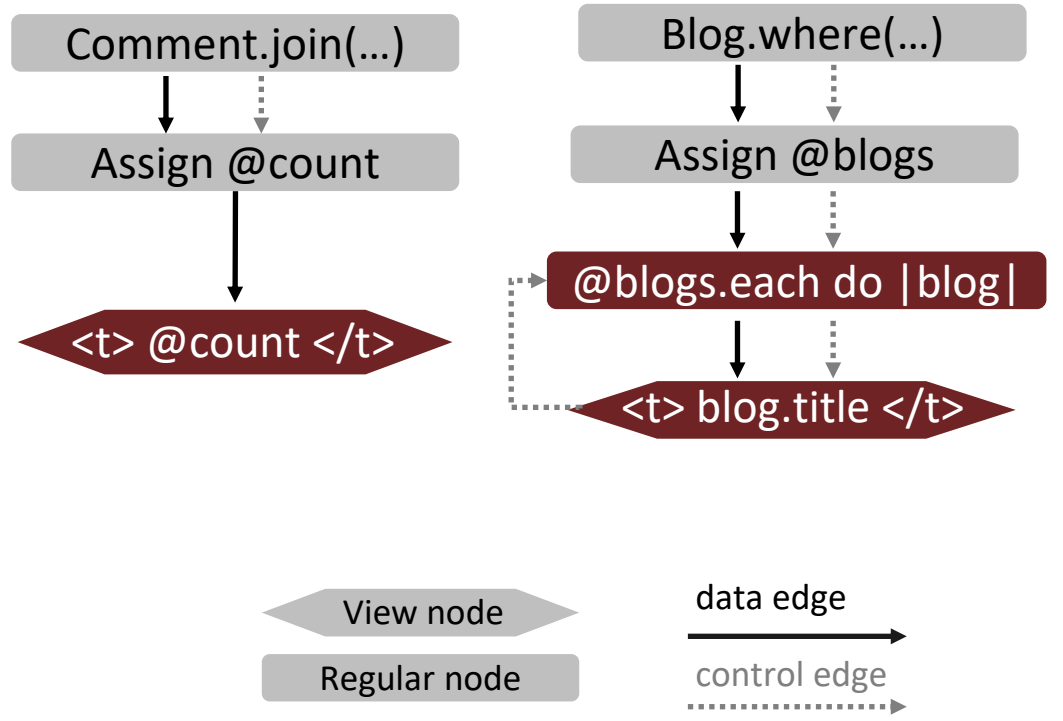 Comment.join(…)
Assign @count
<t> @count </t>
Blog.where(…)
Assign @blogs
@blogs.each do |blog|
<t> blog.title </t>
View node
Regular node
data edge
control edge